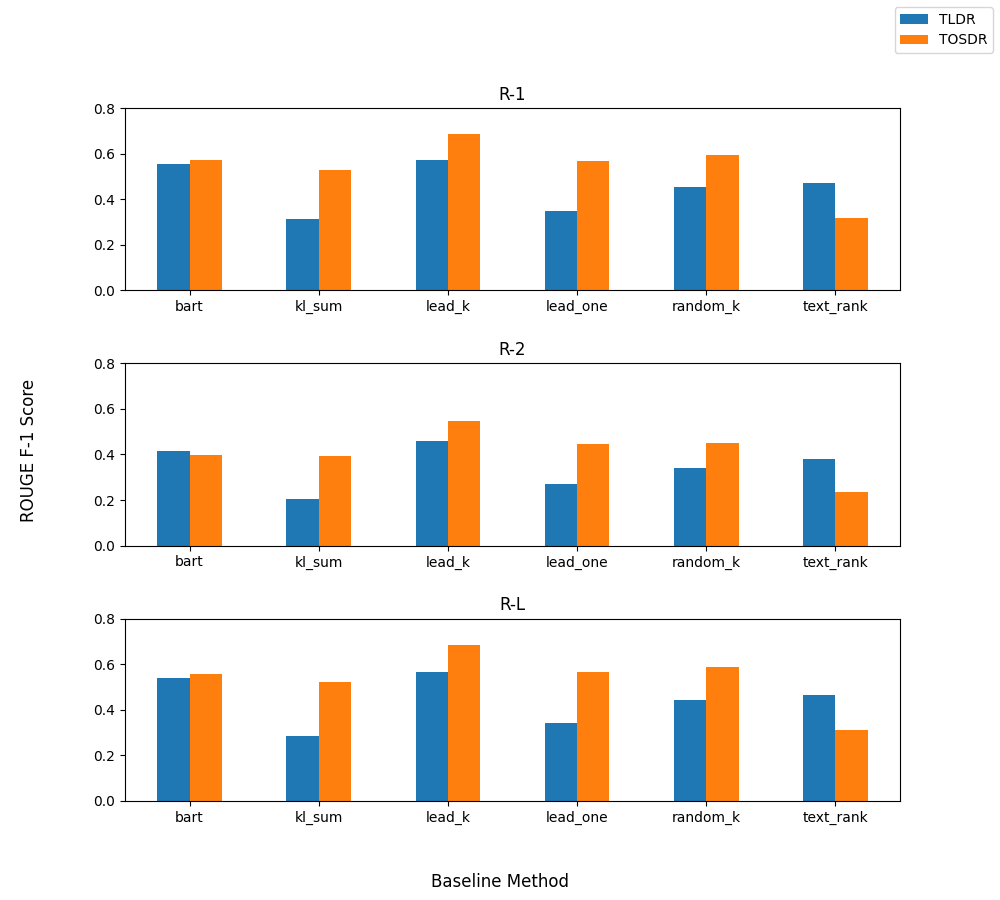 TLDR
TOSDR
R-1
0.8
0.6
0.4
0.2
0.0
bart kl_sum lead_k lead_one random_k text_rank
R-2
0.8
0.6
0.4
0.2
0.0
bart kl_sum lead_k lead_one random_k text_rank
ROUGE F-1 Score
R-L
0.8
0.6
0.4
0.2
0.0
bart kl_sum lead_k lead_one random_k text_rank
Baseline Method